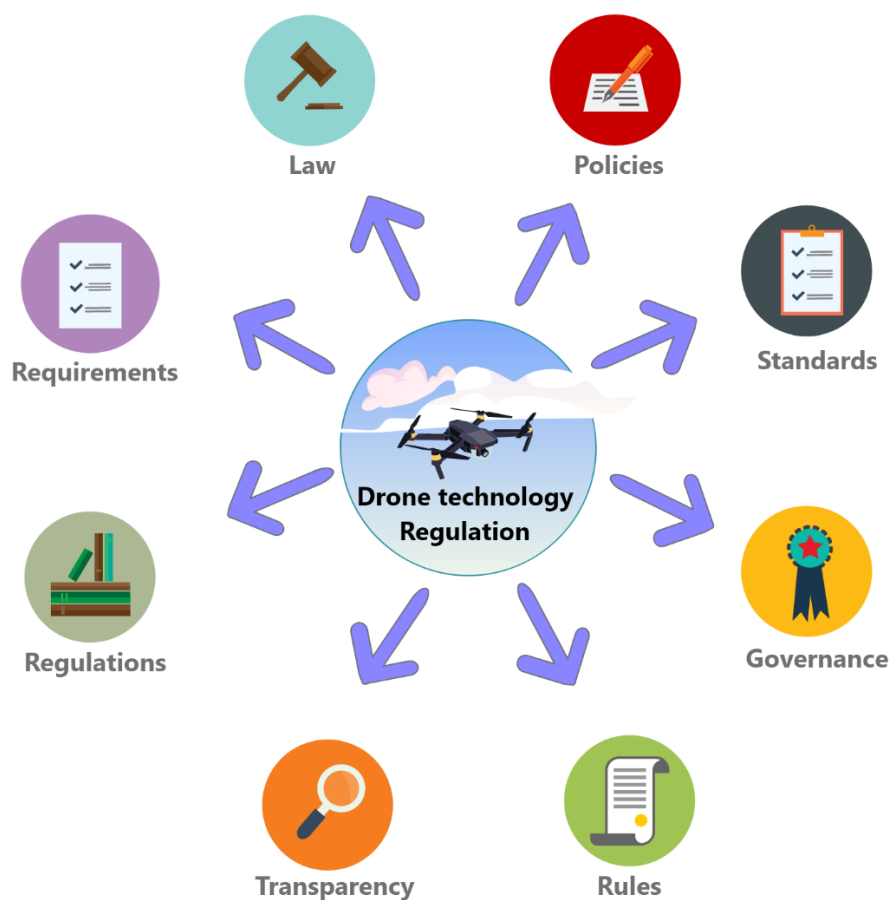 Law
Policies
Requirements
Standards
Drone technology
Regulation
Regulations
Governance
Transparency
Rules